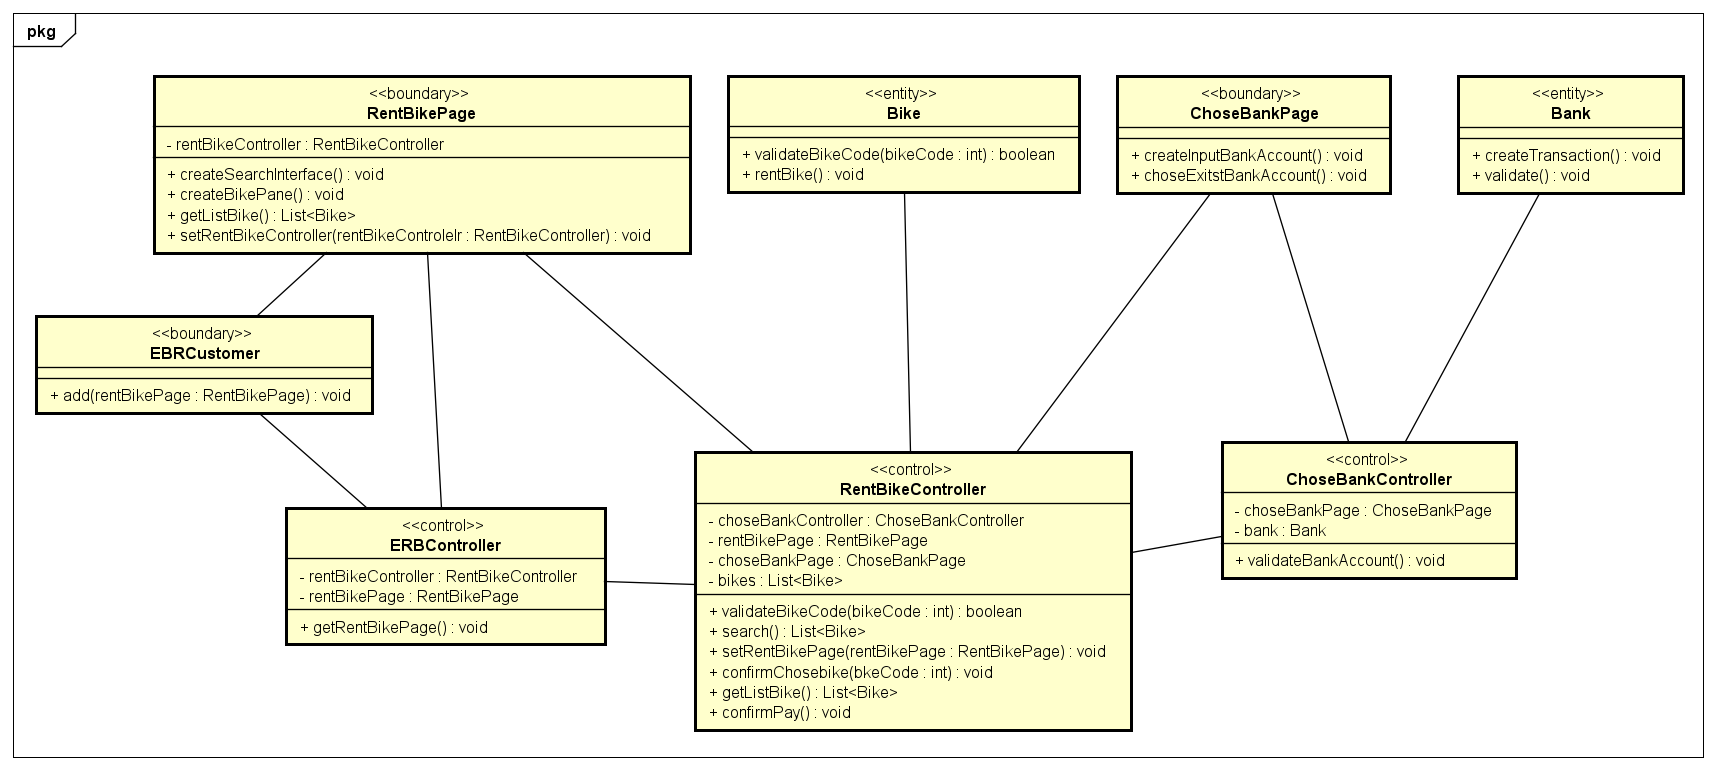 pkg
<<boundary>>
RentBikePage
- rentBikeController : RentBikeController
+ createSearchInterface() : void
+ createBikePane() : void
+ getListBike() : List<Bike>
+ setRentBikeController(rentBikeControlelr : RentBikeController) : void
<<entity>>
Bike
+ validateBikeCode(bikeCode : int) : boolean
+ rentBike() : void
<<boundary>>
ChoseBankPage
+ createInputBankAccount() : void
+ choseExitstBankAccount() : void
<<entity>>
Bank
+ createTransaction() : void
+ validate() : void
<<boundary>>
EBRCustomer
+ add(rentBikePage : RentBikePage) : void
<<control>>
ERBController
- rentBikeController : RentBikeController
- rentBikePage : RentBikePage
+ getRentBikePage() : void
<<control>>
RentBikeController
- choseBankController : ChoseBankController
- rentBikePage : RentBikePage
- choseBankPage : ChoseBankPage
- bikes : List<Bike>
+ validateBikeCode(bikeCode : int) : boolean
+ search() : List<Bike>
+ setRentBikePage(rentBikePage : RentBikePage) : void
+ confirmChosebike(bkeCode : int) : void
+ getListBike() : List<Bike>
+ confirmPay() : void
<<control>>
ChoseBankController
- choseBankPage : ChoseBankPage
- bank : Bank
+ validateBankAccount() : void